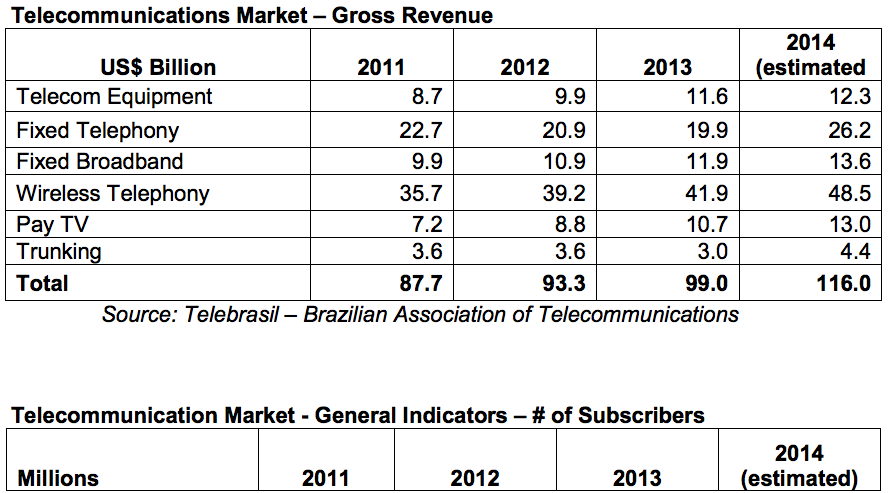 Telecommunications Market – Gross Revenue
US$ Billion 2011 2012 2013 2014 (estimated
Telecom Equipment 8.7 9.9 11.6 12.3
Fixed Telephony 22.7 20.9 19.9 26.2
Fixed Broadband 9.9 10.9 11.9 13.6
Wireless Telephony 35.7 39.2 41.9 48.5
Pay TV 7.2 8.8 10.7 13.0
Trunking 3.6 3.6 3.0 4.4
Total 87.7 93.3 99.0 116.0
Source: Telebrasil – Brazilian Association of Telecommunications
Telecommunication Market - General Indicators – # of Subscribers
Millions 2011 2012 2013 2014 (estimated)